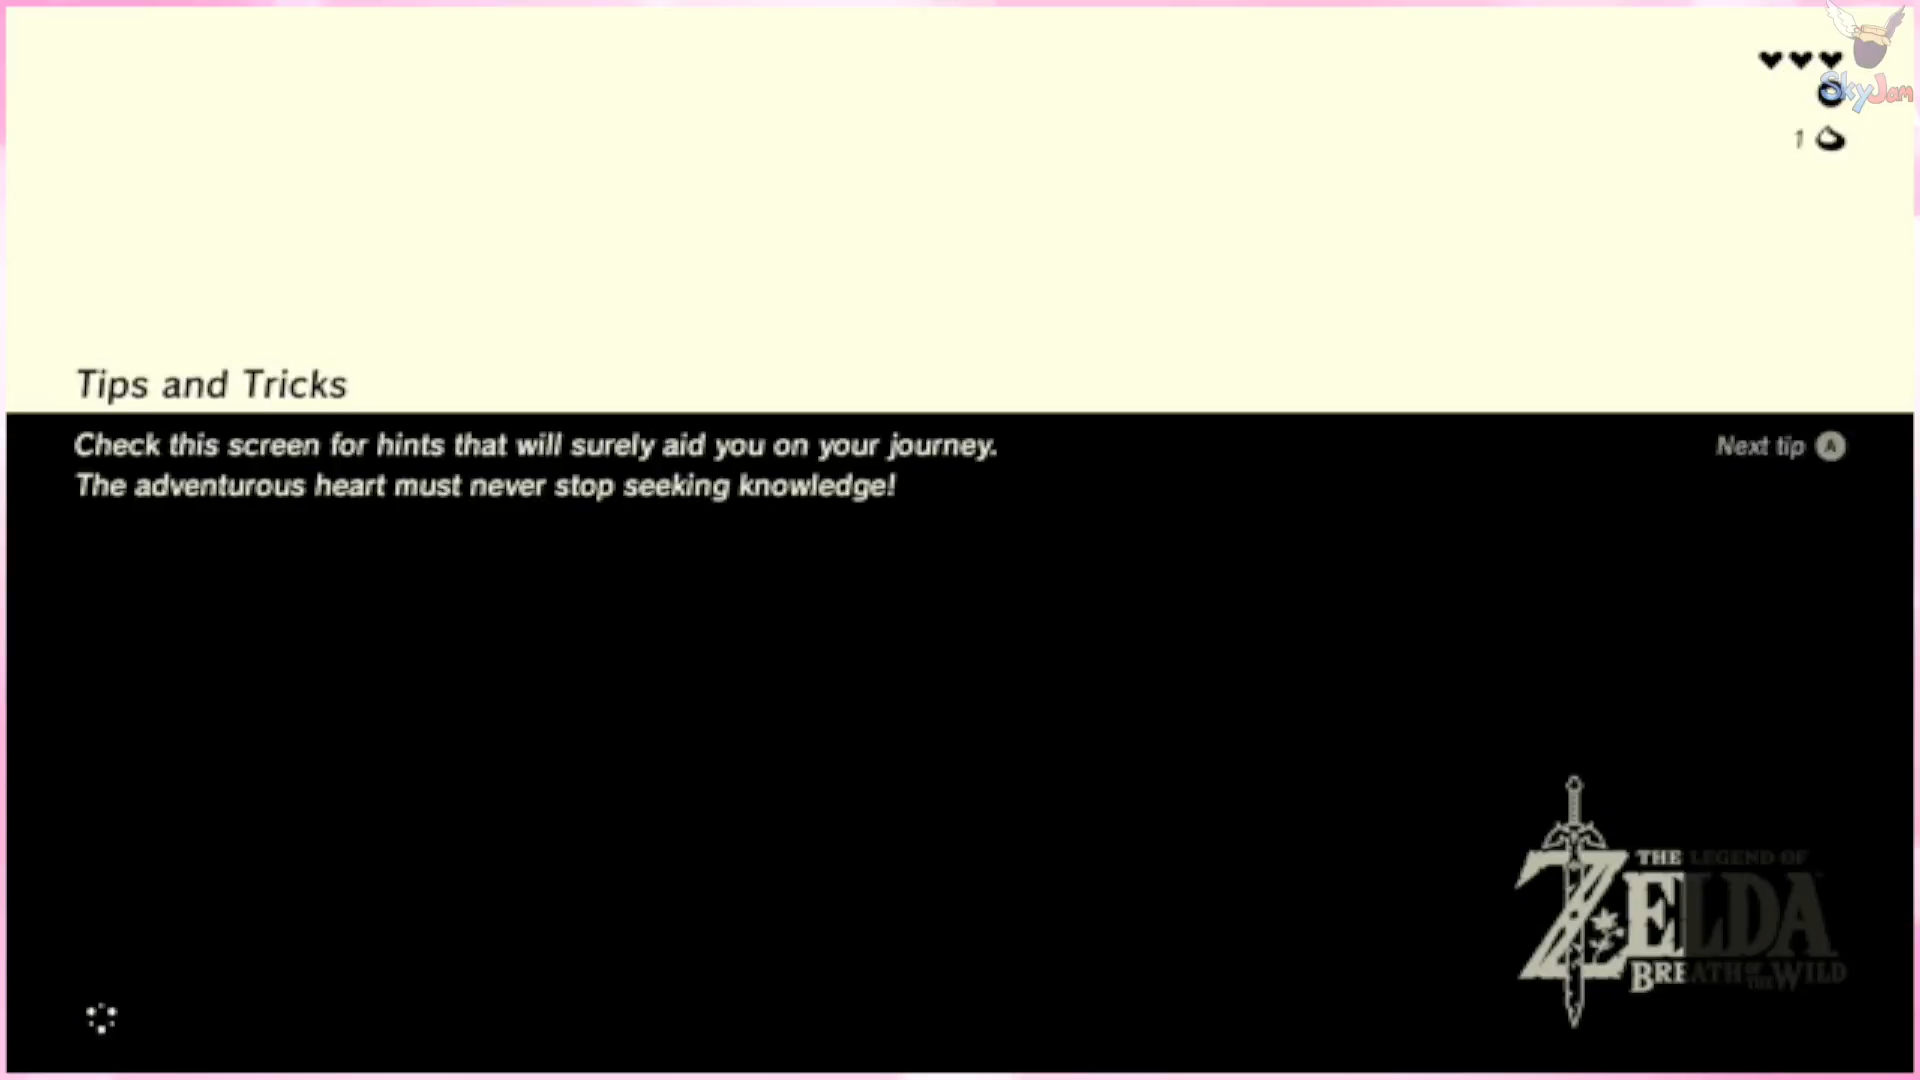 SkyJam
1
Tips and Tricks
Check this screen for hints that will surely aid you on your journey.
The adventurous heart must never stop seeking knowledge!
Next tip A
THE LEGEND OF
ZELDA
BREATH OF THE WILD